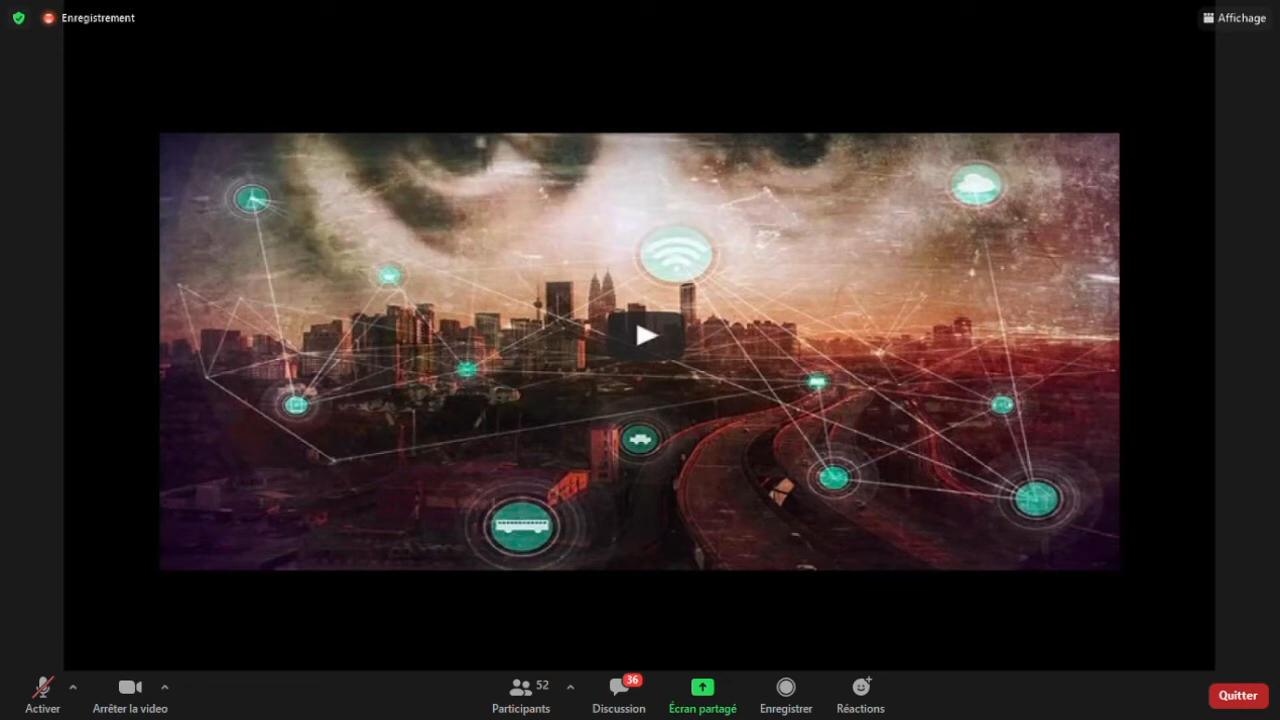 Enregistrement
Affichage
52
36
Activer
Arrêter la video
Participants
Discussion
Écran partagé
Enregistrer
Réactions
Quitter